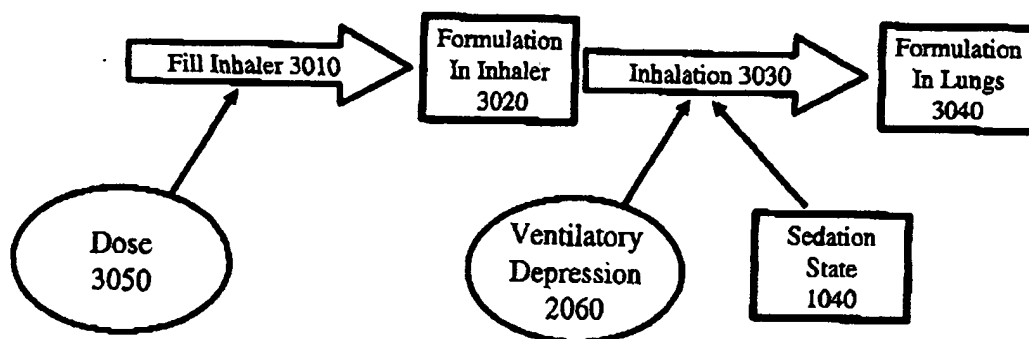 Fill Inhaler 3010
Formulation
In Inhaler
3020
Inhalation 3030
Formulation
In Lungs
3040
Dose
3050
Ventilatory
Depression
2060
Sedation
State
1040